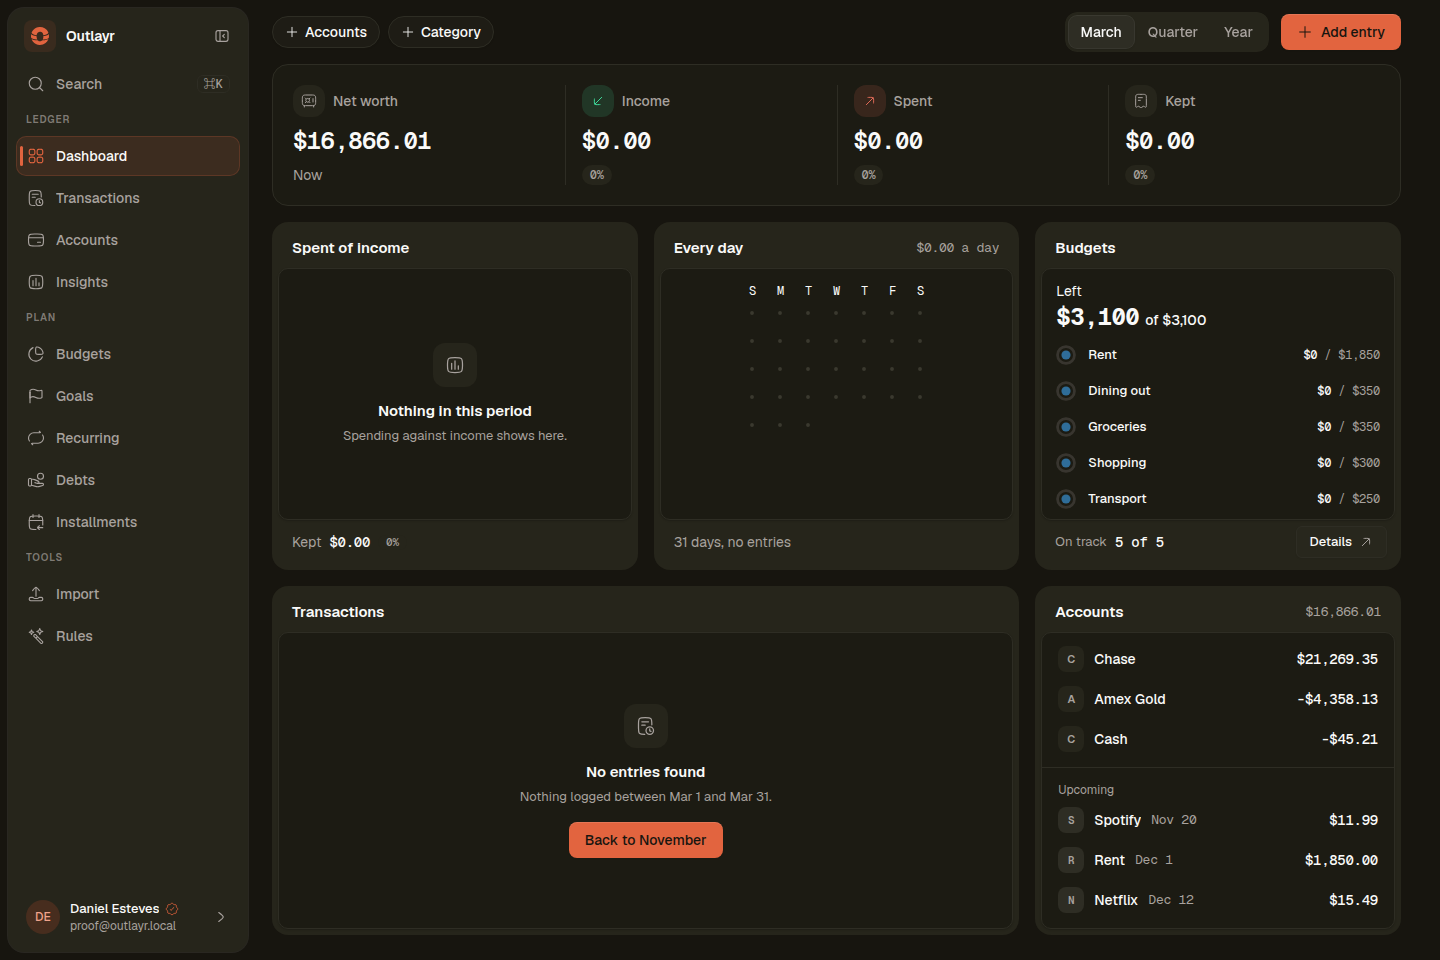 Outlayr
Search ⌘K
LEDGER
Dashboard
Transactions
Accounts
Insights
PLAN
Budgets
Goals
Recurring
Debts
Installments
TOOLS
Import
Rules
DE
Daniel Esteves
proof@outlayr.local
+ Accounts
+ Category
March Quarter Year
+ Add entry
Net worth
$16,866.01
Now
Income
$0.00
0%
Spent
$0.00
0%
Kept
$0.00
0%
Spent of income
Nothing in this period
Spending against income shows here.
Kept $0.00 0%
Every day $0.00 a day
S M T W T F S
31 days, no entries
Budgets
Left
$3,100 of $3,100
Rent $0 / $1,850
Dining out $0 / $350
Groceries $0 / $350
Shopping $0 / $300
Transport $0 / $250
On track 5 of 5 Details
Transactions
No entries found
Nothing logged between Mar 1 and Mar 31.
Back to November
Accounts $16,866.01
C Chase $21,269.35
A Amex Gold -$4,358.13
C Cash -$45.21
Upcoming
S Spotify Nov 20 $11.99
R Rent Dec 1 $1,850.00
N Netflix Dec 12 $15.49